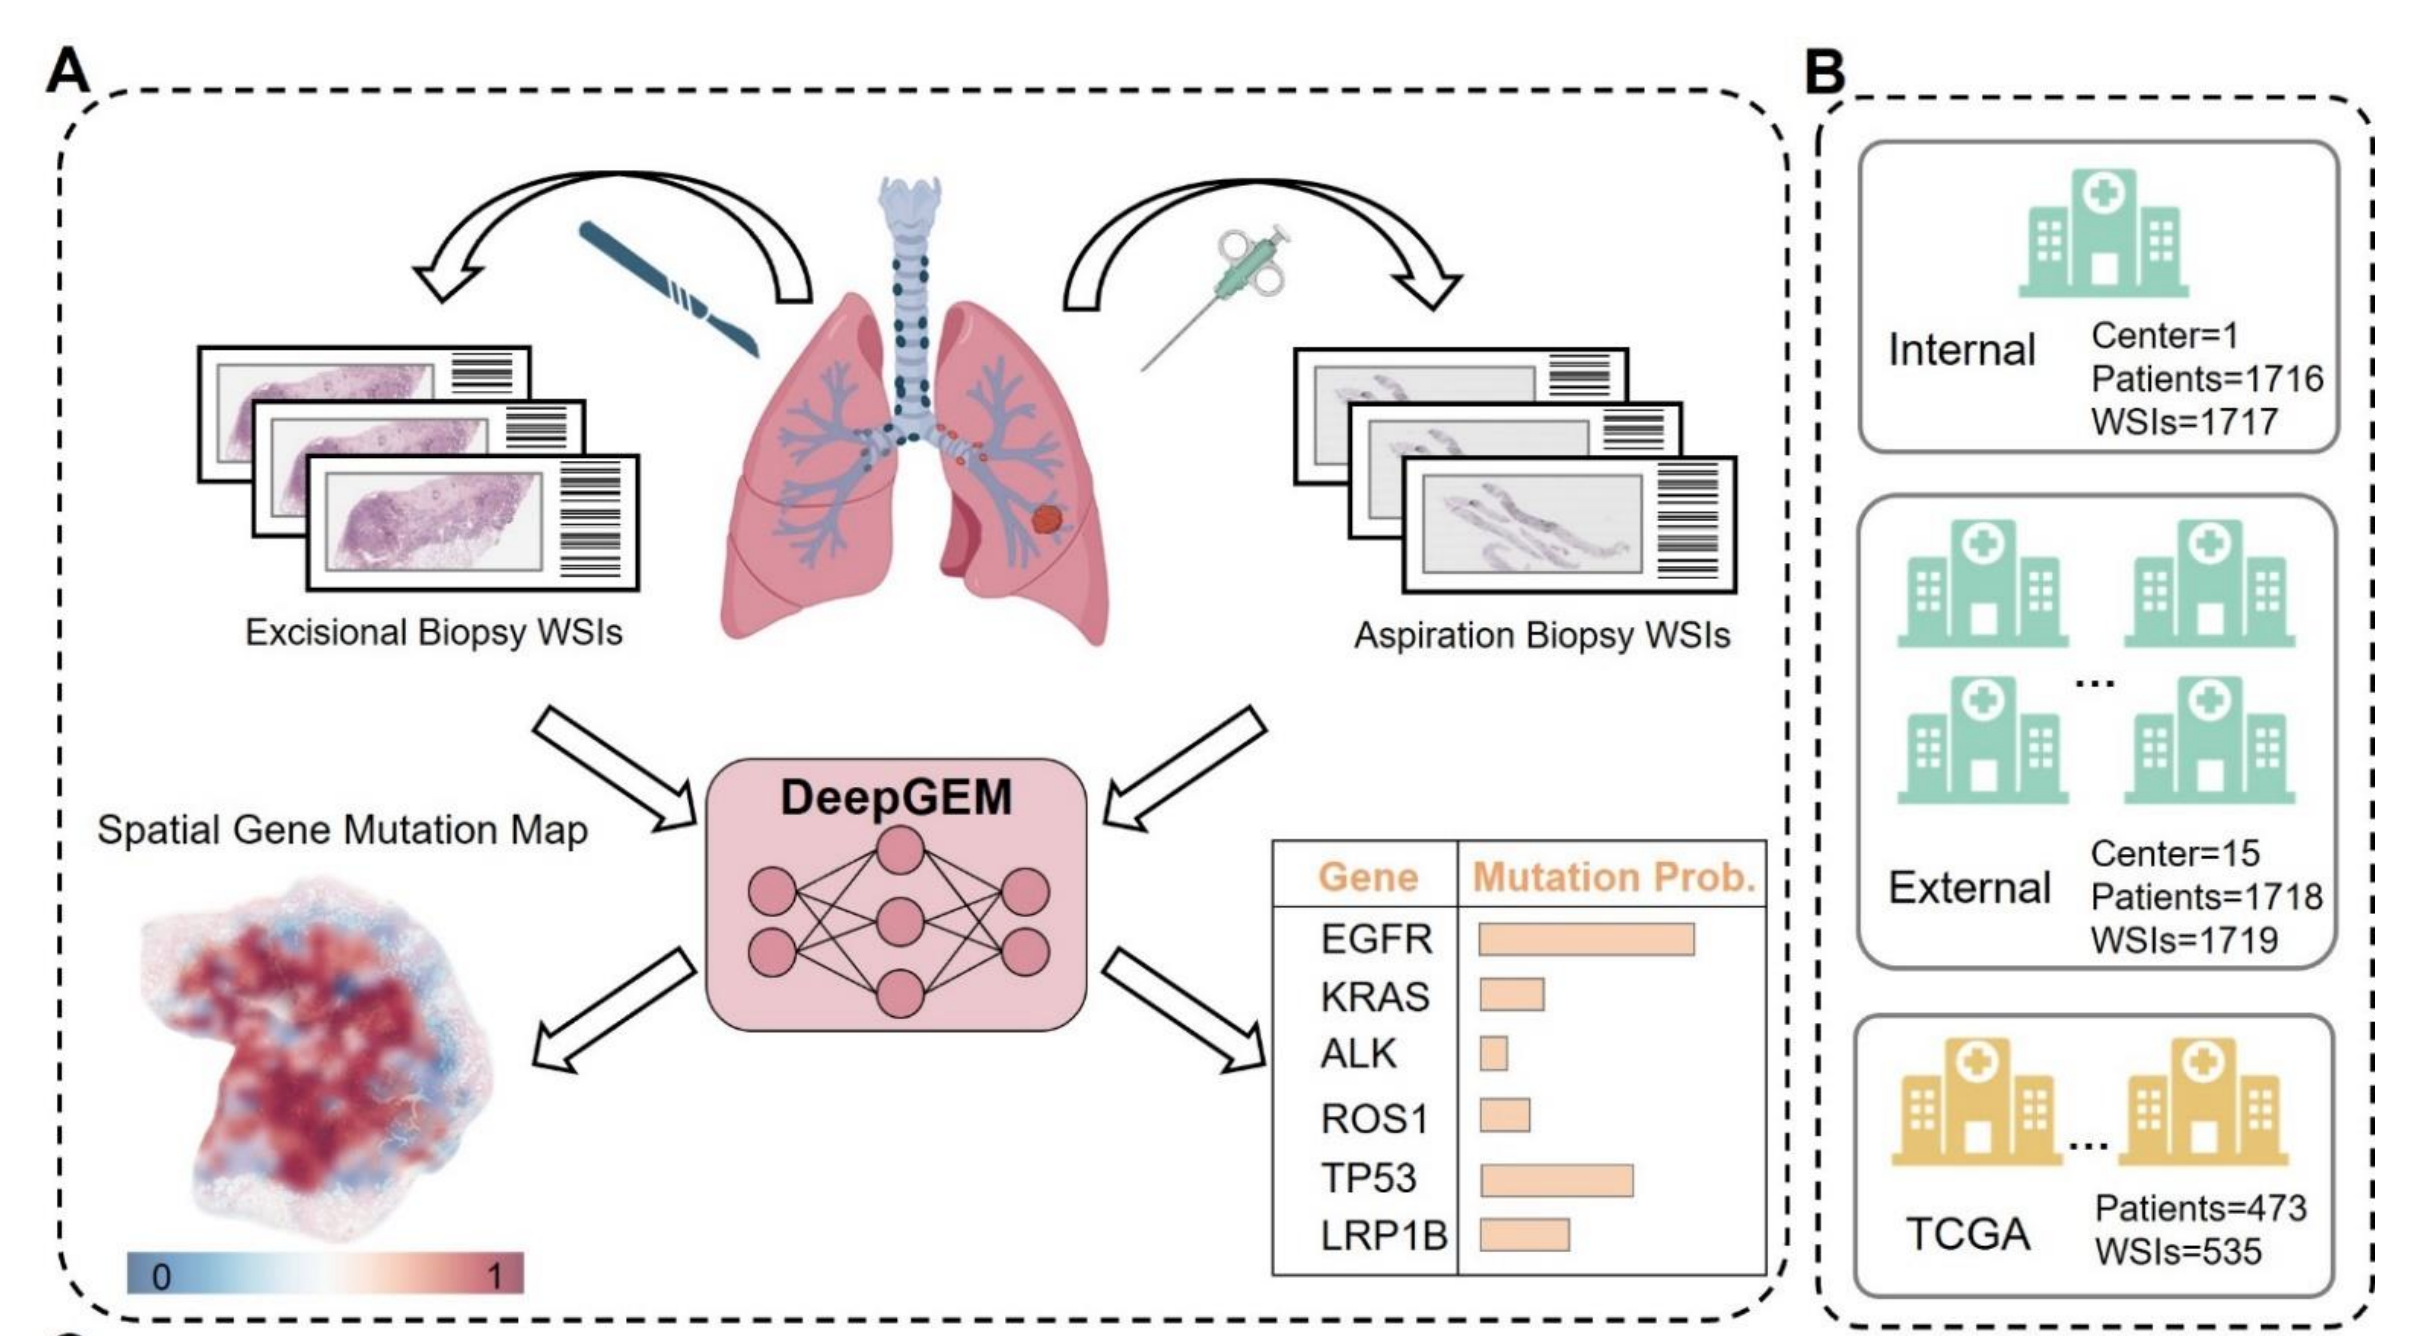 A
Excisional Biopsy WSIs
Aspiration Biopsy WSIs
DeepGEM
Spatial Gene Mutation Map
0 1
Gene Mutation Prob.
EGFR
KRAS
ALK
ROS1
TP53
LRP1B
B
Internal
Center=1
Patients=1716
WSIs=1717
...
External
Center=15
Patients=1718
WSIs=1719
...
TCGA
Patients=473
WSIs=535